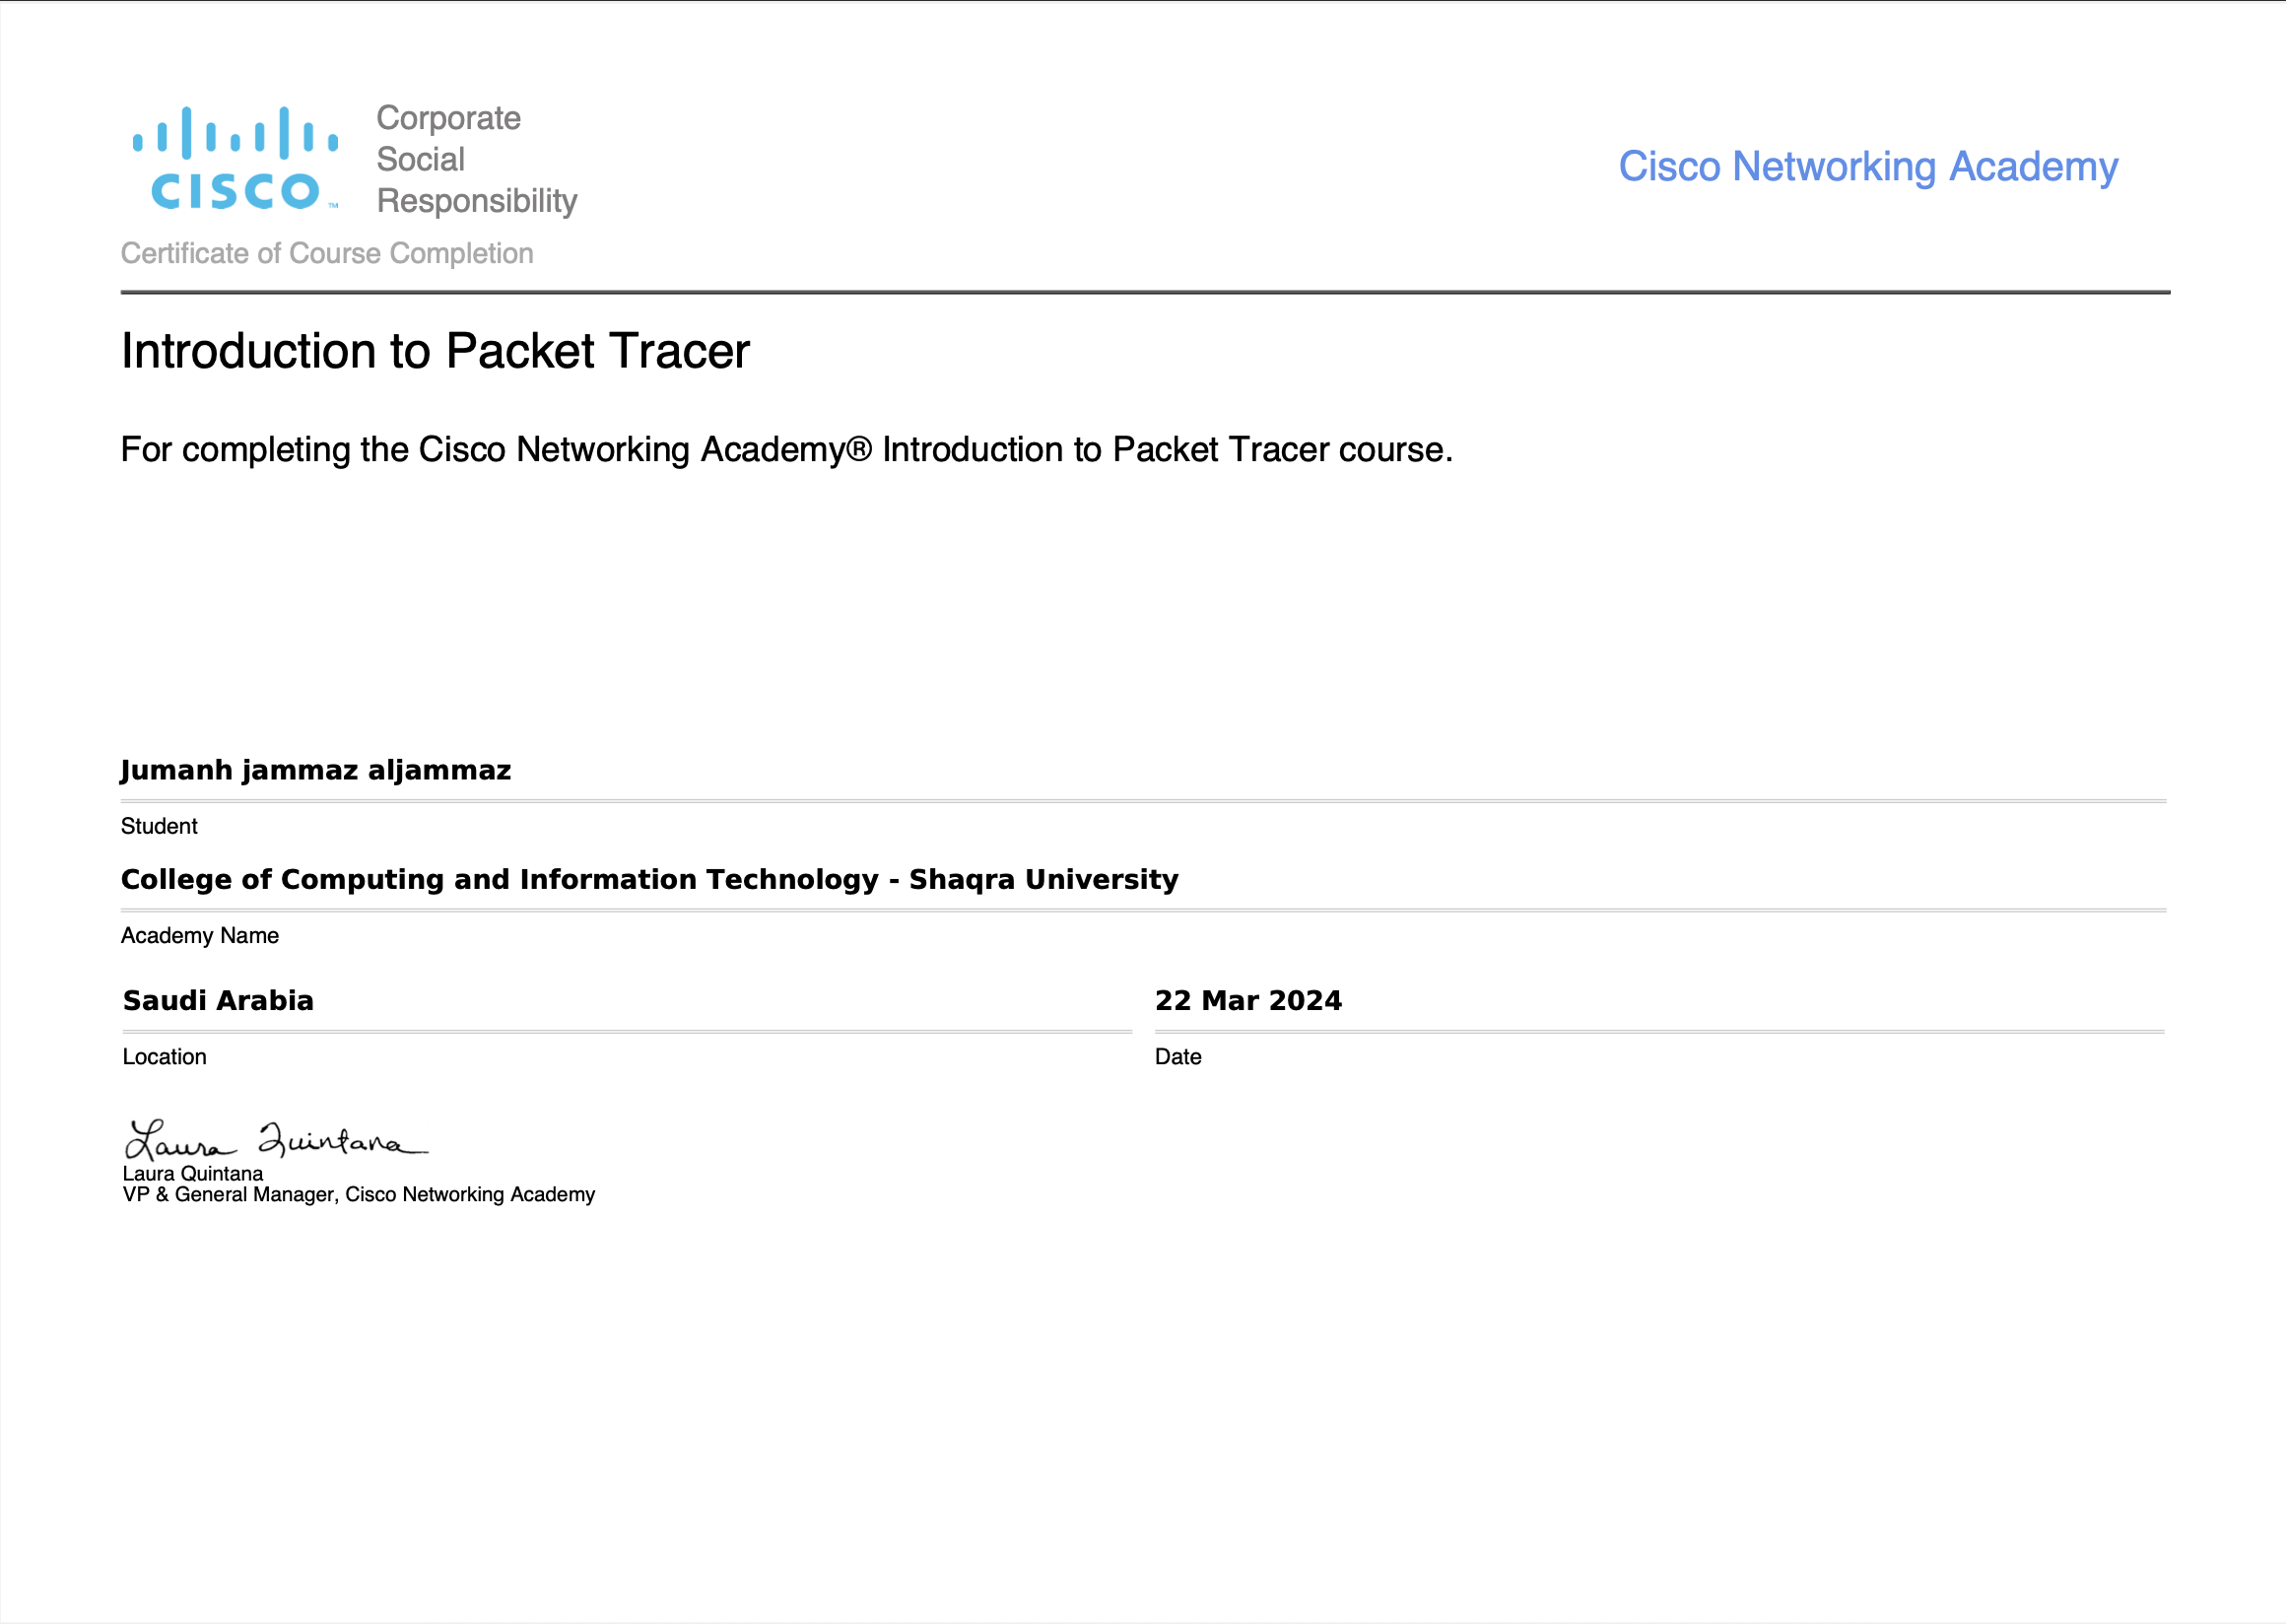 Corporate
Social
Responsibility
CISCO™
Cisco Networking Academy
Certificate of Course Completion
Introduction to Packet Tracer
For completing the Cisco Networking Academy® Introduction to Packet Tracer course.
Jumanh jammaz aljammaz
Student
College of Computing and Information Technology - Shaqra University
Academy Name
Saudi Arabia
22 Mar 2024
Location
Date
Laura Quintana
Laura Quintana
VP & General Manager, Cisco Networking Academy